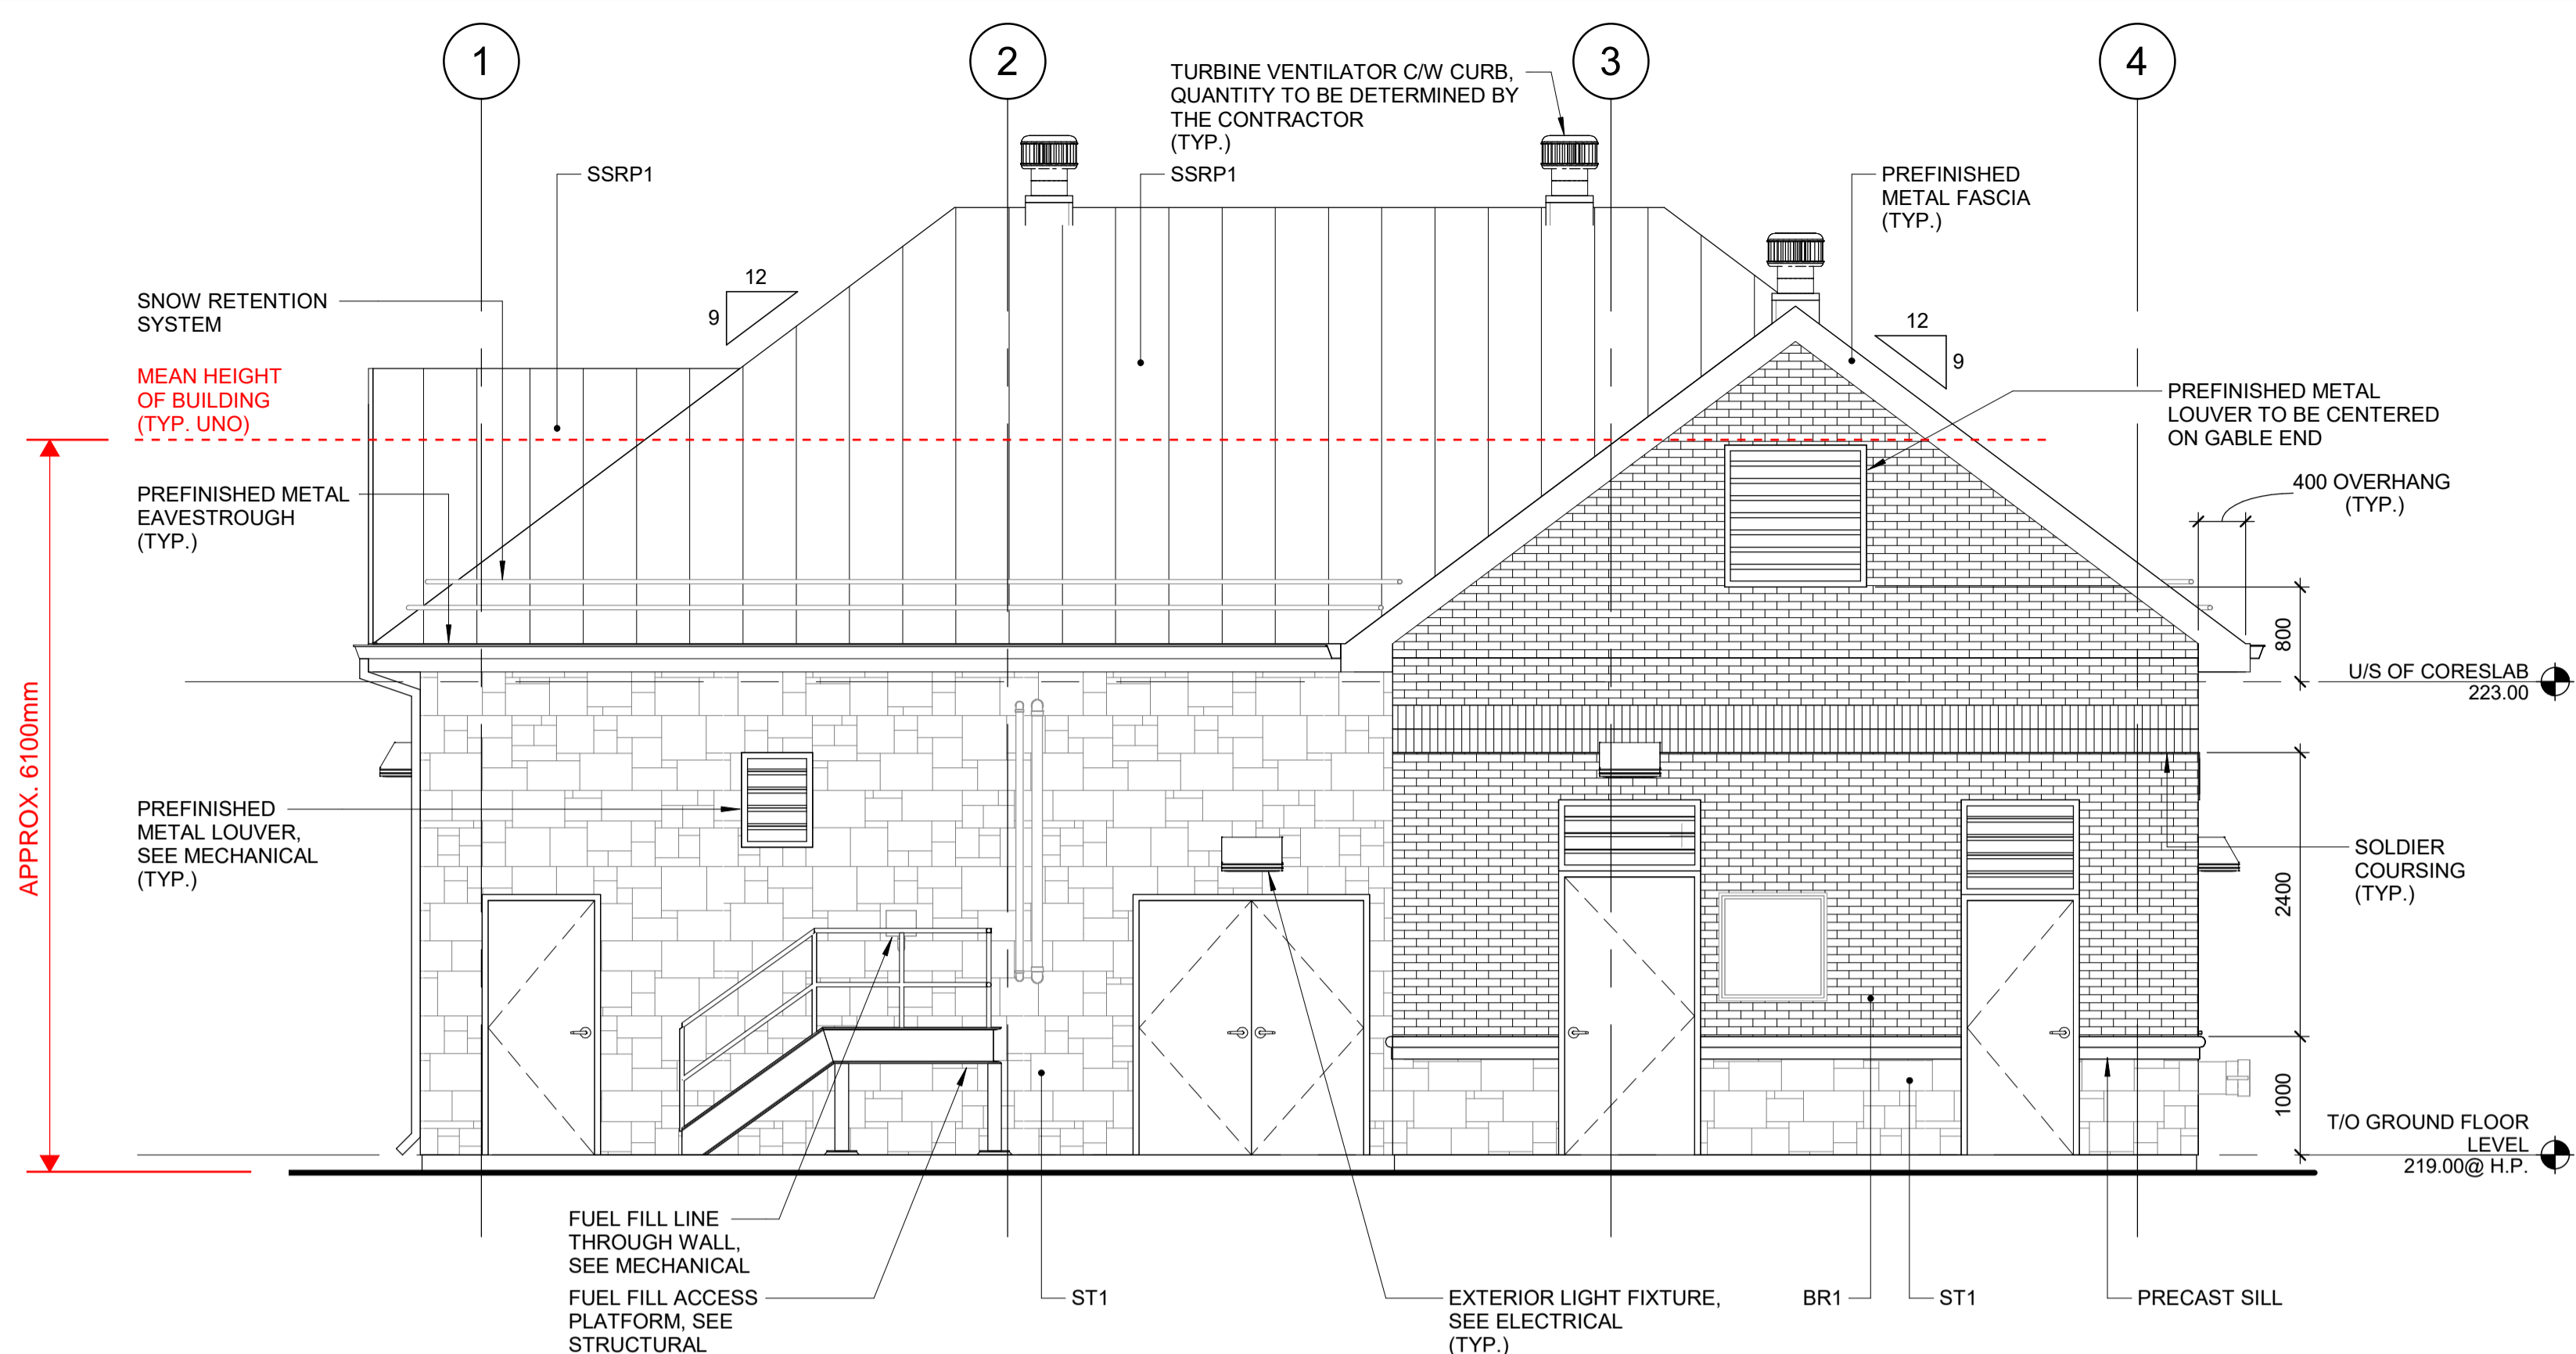 1
2
3
4
TURBINE VENTILATOR C/W CURB,
QUANTITY TO BE DETERMINED BY
THE CONTRACTOR
(TYP.)
SSRP1
SSRP1
PREFINISHED
METAL FASCIA
(TYP.)
12
9
SNOW RETENTION
SYSTEM
12
9
MEAN HEIGHT
OF BUILDING
(TYP. UNO)
PREFINISHED METAL
LOUVER TO BE CENTERED
ON GABLE END
PREFINISHED METAL
EAVESTROUGH
(TYP.)
400 OVERHANG
(TYP.)
800
U/S OF CORESLAB
223.00
APPROX. 6100mm
PREFINISHED
METAL LOUVER,
SEE MECHANICAL
(TYP.)
2400
SOLDIER
COURSING
(TYP.)
1000
T/O GROUND FLOOR
LEVEL
219.00@ H.P.
FUEL FILL LINE
THROUGH WALL,
SEE MECHANICAL
FUEL FILL ACCESS
PLATFORM, SEE
STRUCTURAL
ST1
EXTERIOR LIGHT FIXTURE,
SEE ELECTRICAL
(TYP.)
BR1
ST1
PRECAST SILL